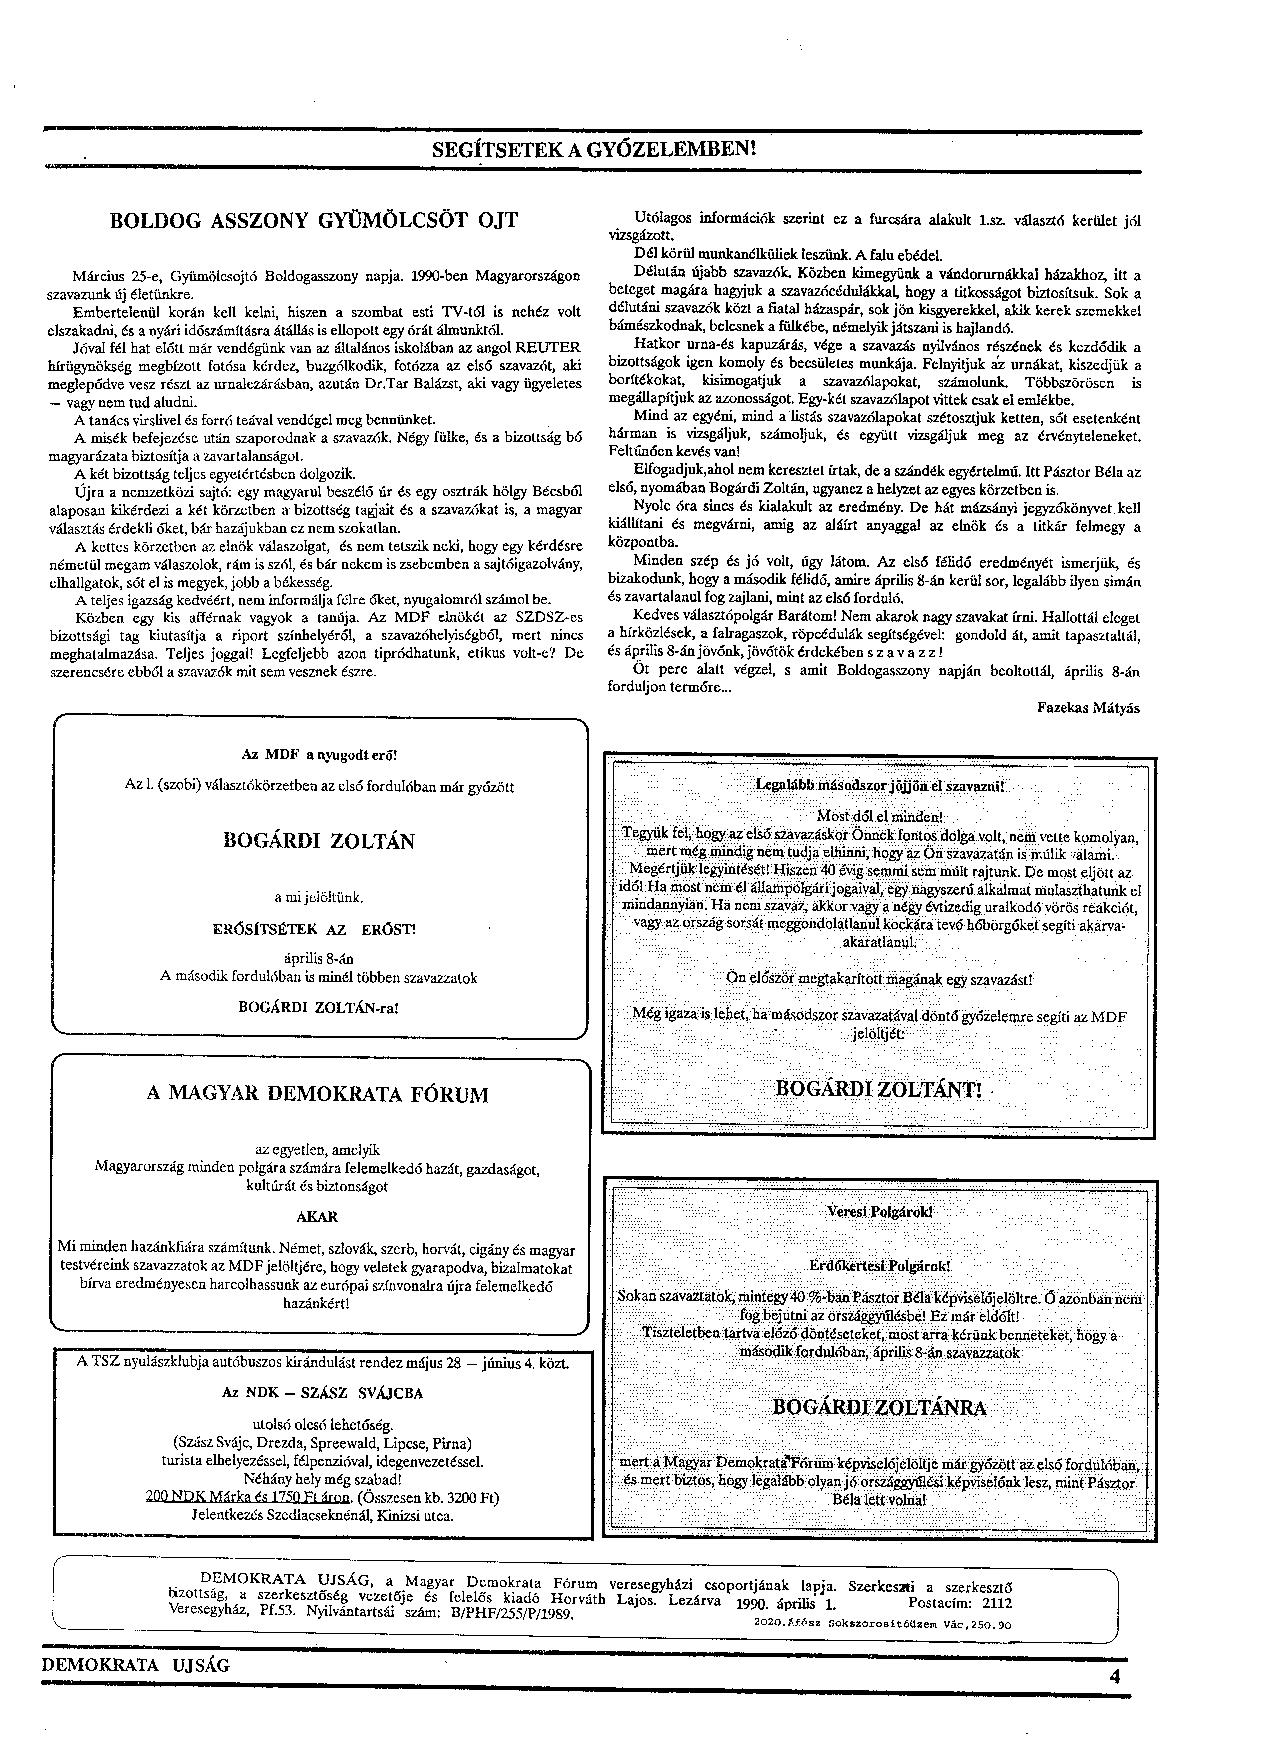 SEGÍTSETEK A GYŐZELEMBEN!
BOLDOG ASSZONY GYÜMÖLCSÖT OJT
Március 25-e, Gyümölcsojtó Boldogasszony napja. 1990-ben Magyarországon
szavazunk új életünkre.
Embertelenül korán kell kelni, hiszen a szombat esti TV-től is nehéz volt
elszakadni, és a nyári időszámításra átállás is ellopott egy órát álmunktól.
Jóval fél hat előtt már vendégünk van az általános iskolában az angol REUTER
hírügynökség megbízott fotósa kérdez, buzgólkodik, fotózza az első szavazót, aki
meglepődve vesz részt az urnalezárásban, azután Dr.Tar Balázst, aki vagy ügyeletes
— vagy nem tud aludni.
A tanács virslivel és forró teával vendégel meg bennünket.
A misék befejezése után szaporodnak a szavazók. Négy fülke, és a bizottság bő
magyarázata biztosítja a zavartalanságot.
A két bizottság teljes egyetértésben dolgozik.
Újra a nemzetközi sajtó: egy magyarul beszélő úr és egy osztrák hölgy Bécsből
alaposan kikérdezi a két körzetben a bizottség tagjait és a szavazókat is, a magyar
választás érdekli őket, bár hazájukban ez nem szokatlan.
A kettes körzetben az elnök válaszolgat, és nem tetszik neki, hogy egy kérdésre
németül megam válaszolok, rám is szól, és bár nekem is zsebemben a sajtóigazolvány,
elhallgatok, sőt el is megyek, jobb a békesség.
A teljes igazság kedvéért, nem informálja félre őket, nyugalomról számol be.
Közben egy kis afférnak vagyok a tanúja. Az MDF elnökét az SZDSZ-es
bizottsági tag kiutasítja a riport színhelyéről, a szavazóhelyiségből, mert nincs
meghatalmazása. Teljes joggal! Legfeljebb azon tipródhatunk, etikus volt-e? De
szerencsére ebből a szavazók mit sem vesznek észre.
Utólagos információk szerint ez a furcsára alakult 1.sz. választó kerület jól
vizsgázott.
Dél körül munkanélküliek leszünk. A falu ebédel.
Délután újabb szavazók. Közben kimegyünk a vándorurnákkal házakhoz, itt a
beteget magára hagyjuk a szavazócédulákkal, hogy a titkosságot biztosítsuk. Sok a
délutáni szavazók közt a fiatal házaspár, sok jön kisgyerekkel, akik kerek szemekkel
bámészkodnak, belesnek a fülkébe, némelyik játszani is hajlandó.
Hatkor urna-és kapuzárás, vége a szavazás nyilvános részének és kezdődik a
bizottságok igen komoly és becsületes munkája. Felnyitjuk az urnákat, kiszedjük a
borítékokat, kisimogatjuk a szavazólapokat, számolunk. Többszörösen is
megállapítjuk az azonosságot. Egy-két szavazólapot vittek csak el emlékbe.
Mind az egyéni, mind a listás szavazólapokat szétosztjuk ketten, sőt esetenként
hárman is vizsgáljuk, számoljuk, és együtt vizsgáljuk meg az érvényteleneket.
Feltűnően kevés van!
Elfogadjuk,ahol nem keresztet írtak, de a szándék egyértelmű. Itt Pásztor Béla az
első, nyomában Bogárdi Zoltán, ugyanez a helyzet az egyes körzetben is.
Nyolc óra sincs és kialakult az eredmény. De hát mázsányi jegyzőkönyvet kell
kiállítani és megvárni, amíg az aláírt anyaggal az elnök és a titkár felmegy a
központba.
Minden szép és jó volt, úgy látom. Az első félidő eredményét ismerjük, és
bizakodunk, hogy a második félidő, amire április 8-án kerül sor, legalább ilyen simán
és zavartalanul fog zajlani, mint az első forduló.
Kedves választópolgár Barátom! Nem akarok nagy szavakat írni. Hallottál eleget
a hírközlések, a falragaszok, röpcédulák segítségével: gondold át, amit tapasztaltál,
és április 8-án jövőnk, jövőtök érdekében s z a v a z z !
Öt perc alatt végzel, s amit Boldogasszony napján beoltottál, április 8-án
forduljon termőre...
Fazekas Mátyás
Az MDF a nyugodt erő!
Az 1. (szobi) választókörzetben az első fordulóban már győzött
BOGÁRDI ZOLTÁN
a mi jelöltünk.
ERŐSÍTSÉTEK AZ ERŐST!
április 8-án
A második fordulóban is minél többen szavazzatok
BOGÁRDI ZOLTÁN-ra!
A MAGYAR DEMOKRATA FÓRUM
az egyetlen, amelyik
Magyarország minden polgára számára felemelkedő hazát, gazdaságot,
kultúrát és biztonságot
AKAR
Mi minden hazánkfiára számítunk. Német, szlovák, szerb, horvát, cigány és magyar
testvéreink szavazzatok az MDF jelöltjére, hogy veletek gyarapodva, bizalmatokat
bírva eredményesen harcolhassunk az európai színvonalra újra felemelkedő
hazánkért!
A TSZ nyulászklubja autóbuszos kirándulást rendez május 28 — június 4. közt.
Az NDK — SZÁSZ SVÁJCBA
utolsó olcsó lehetőség.
(Szász Svájc, Drezda, Spreewald, Lipcse, Pirna)
turista elhelyezéssel, félpenzióval, idegenvezetéssel.
Néhány hely még szabad!
200 NDK Márka és 1750 Ft áron. (Összesen kb. 3200 Ft)
Jelentkezés Szediacseknénál, Kinizsi utca.
Legalább másodszor jöjjön el szavazni!
Most dől el minden!
Tegyük fel, hogy az első szavazáskor Önnek fontos dolga volt, nem vette komolyan,
mert még mindig nem tudja elhinni, hogy az Ön szavazatán is múlik valami.
Megértjük legyintését! Hiszen 40 évig semmi sem múlt rajtunk. De most eljött az
idő! Ha most nem él állampolgári jogaival, egy nagyszerű alkalmat mulaszthatunk el
mindannyian. Ha nem szavaz, akkor vagy a négy évtizedig uralkodó vörös reakciót,
vagy az ország sorsát meggondolatlanul kockára tevő hőbörgőket segíti akarva-
akaratlanul.
Ön először megtakarított magának egy szavazást!
Még igaza is lehet, ha másodszor szavazatával döntő győzelemre segíti az MDF
jelöltjét:
BOGÁRDI ZOLTÁNT!
Veresi Polgárok!
Erdőkertesi Polgárok!
Sokan szavaztatok, mintegy 40 %-ban Pásztor Béla képviselőjelöltre. Ő azonban nem
fog bejutni az országgyűlésbe! Ez már eldőlt!
Tiszteletben tartva előző döntéseteket, most arra kérünk benneteket, hogy a
második fordulóban, április 8-án szavazzatok
BOGÁRDI ZOLTÁNRA
mert a Magyar Demokrata Fórum képviselőjelöltje már győzött az első fordulóban,
és mert biztos, hogy legalább olyan jó országgyűlési képviselőnk lesz, mint Pásztor
Béla lett volna!
DEMOKRATA UJSÁG, a Magyar Demokrata Fórum veresegyházi csoportjának lapja. Szerkeszti a szerkesztő
bizottság, a szerkesztőség vezetője és felelős kiadó Horváth Lajos. Lezárva 1990. április 1. Postacím: 2112
Veresegyház, Pf.53. Nyilvántartsái szám: B/PHF/255/P/1989.
2020.Áfész Sokszorosítóüzem Vác,250.90
DEMOKRATA UJSÁG
4